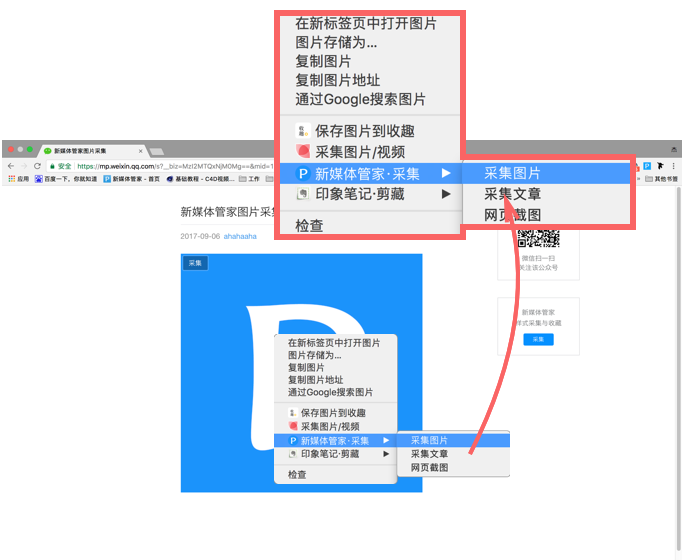 在新标签页中打开图片
图片存储为...
复制图片
复制图片地址
通过Google搜索图片
收趣
保存图片到收趣
采集图片/视频
P 新媒体管家·采集
印象笔记·剪藏
检查
采集图片
采集文章
网页截图
新媒体管家图片采集
安全 https://mp.weixin.qq.com/s?__biz=MzI2MTQxNjM0Mg==&mid=1
应用 百度一下，你就知道 P 新媒体管家 - 首页 基础教程 - C4D视频... 工作
其他书签
新媒体管家图片采
2017-09-06 ahahaaha
采集
微信扫一扫
关注该公众号
新媒体管家
样式采集与收藏
采集
在新标签页中打开图片
图片存储为...
复制图片
复制图片地址
通过Google搜索图片
保存图片到收趣
采集图片/视频
P 新媒体管家·采集
印象笔记·剪藏
检查
采集图片
采集文章
网页截图